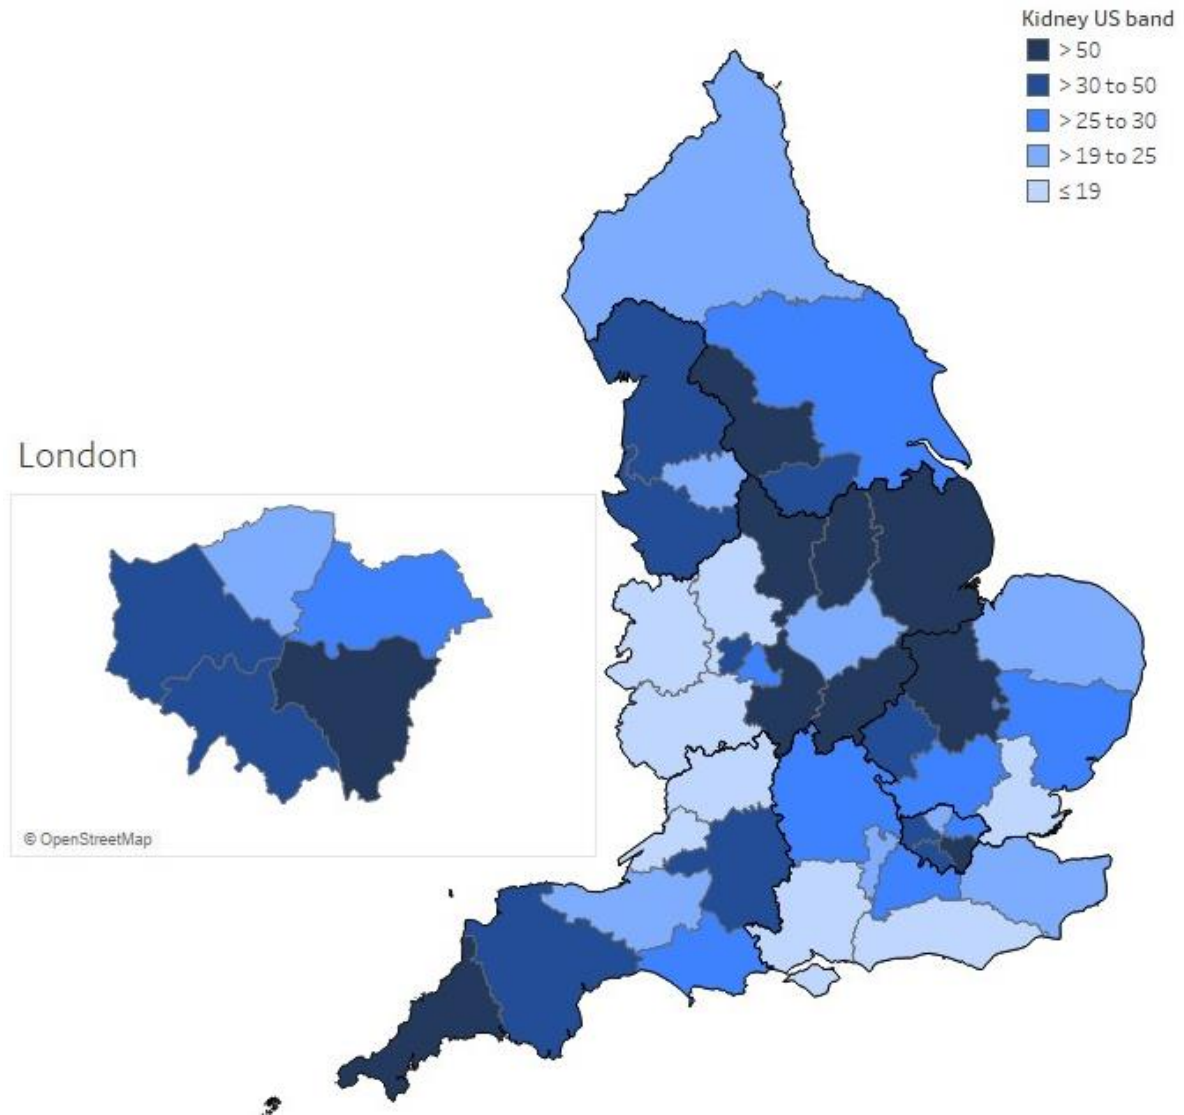 Kidney US band
> 50
> 30 to 50
> 25 to 30
> 19 to 25
≤ 19
London
© OpenStreetMap